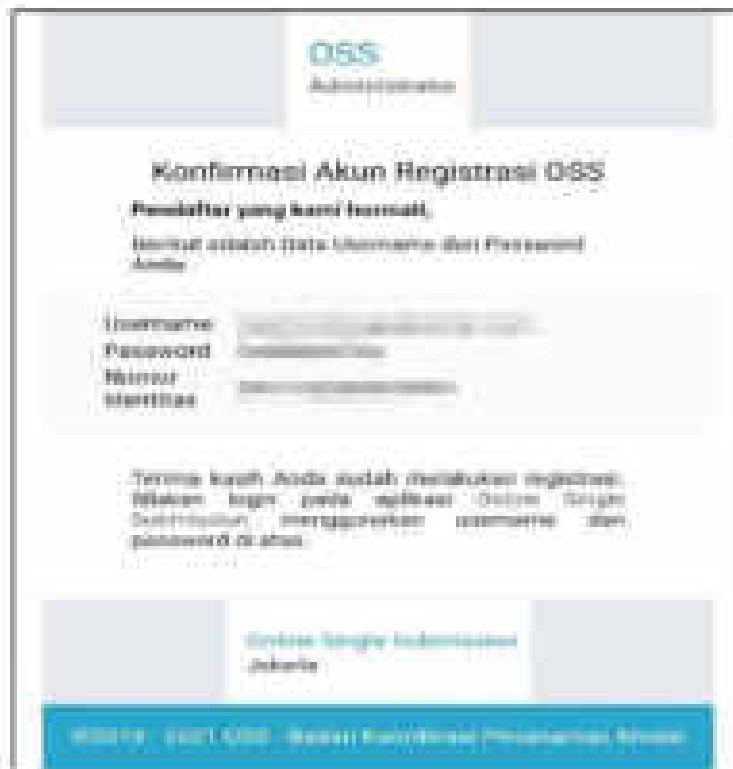 OSS
Administrator
Konfirmasi Akun Registrasi OSS
Pendaftar yang kami hormati,
Berikut adalah Data Username dan Password
Anda
Username
Password
Nomor
Identitas
Terima kasih Anda sudah melakukan registrasi.
Silakan login pada aplikasi Online Single
Submission menggunakan username dan
password di atas.
Online Single Submission
Jakarta
Badan Koordinasi Penanaman Modal